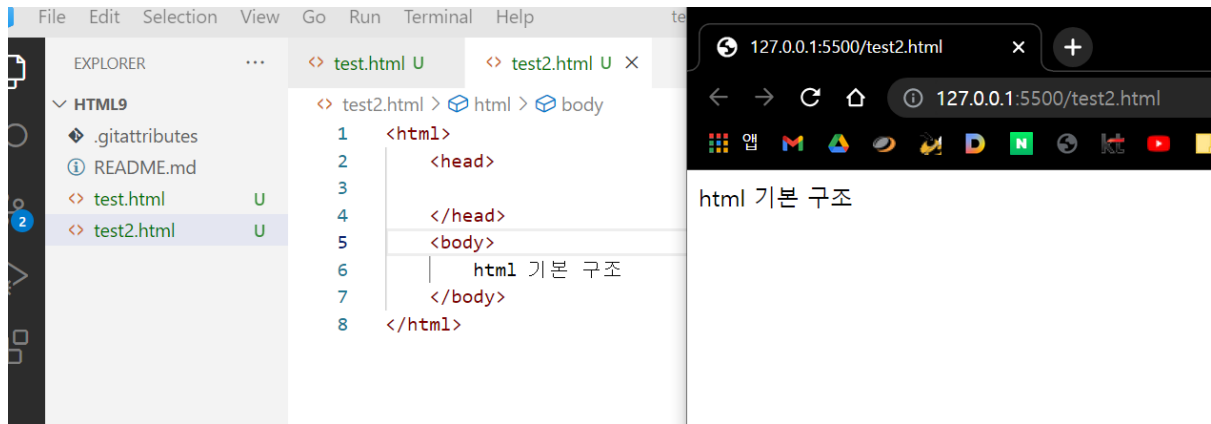 File Edit Selection View Go Run Terminal Help te
EXPLORER ...
HTML9
.gitattributes
README.md
test.html U
test2.html U
2
test.html U test2.html U
test2.html > html > body
1 <html>
2 <head>
3
4 </head>
5 <body>
6 html 기본 구조
7 </body>
8 </html>
127.0.0.1:5500/test2.html
127.0.0.1:5500/test2.html
앱 M D N kt
html 기본 구조